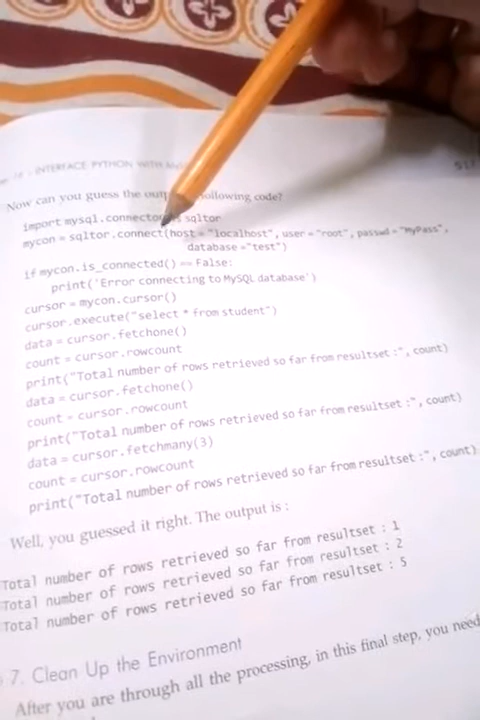 : INTERFACE PYTHON WITH
Now can you guess the following code?
import mysql.connector sqltor
mycon = sqltor.connect(host = "localhost", user = "root", passwd = "MyPass",
database ="test")
if mycon.is_connected() == False:
print('Error connecting to MySQL database')
cursor = mycon.cursor()
cursor.execute("select * from student")
data = cursor.fetchone()
count = cursor.rowcount
print("Total number of rows retrieved so far from resultset :", count)
data = cursor.fetchone()
count = cursor.rowcount
print("Total number of rows retrieved so far from resultset :", count)
data = cursor.fetchmany(3)
count = cursor.rowcount
print("Total number of rows retrieved so far from resultset :", count)
Well, you guessed it right. The output is :
Total number of rows retrieved so far from resultset : 1
Total number of rows retrieved so far from resultset : 2
Total number of rows retrieved so far from resultset : 5
7. Clean Up the Environment
After you are through all the processing, in this final step, you need